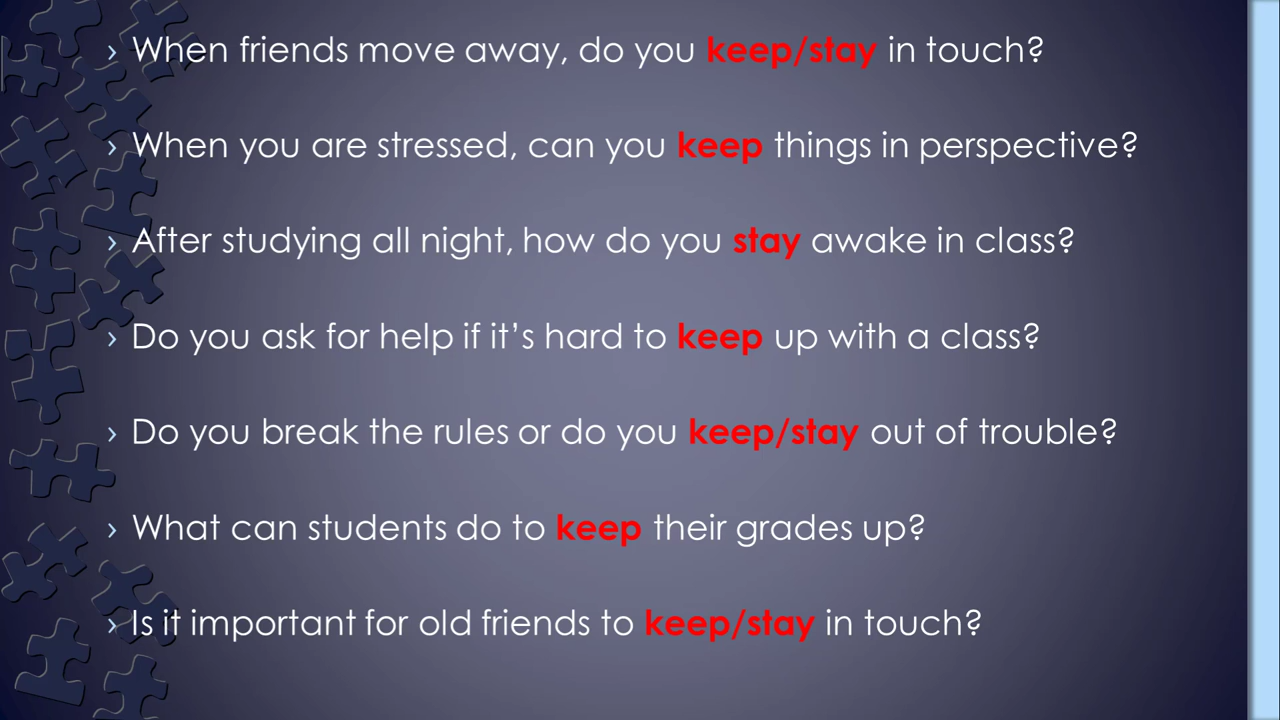 › When friends move away, do you keep/stay in touch?
› When you are stressed, can you keep things in perspective?
› After studying all night, how do you stay awake in class?
› Do you ask for help if it’s hard to keep up with a class?
› Do you break the rules or do you keep/stay out of trouble?
› What can students do to keep their grades up?
› Is it important for old friends to keep/stay in touch?